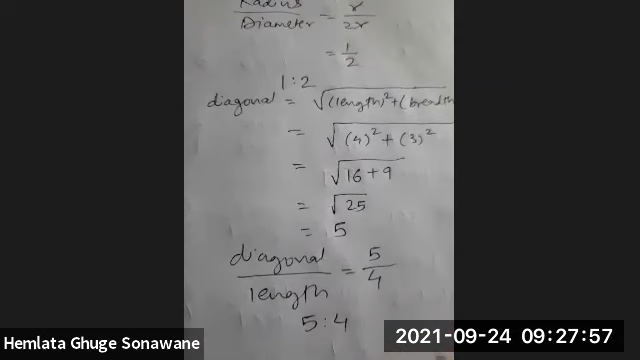 Radius/Diameter = r/2r
= 1/2
1:2
diagonal = √(length)²+(breadth
= √(4)²+(3)²
= √16+9
= √25
= 5
diagonal/length = 5/4
5:4
Hemlata Ghuge Sonawane
2021-09-24 09:27:57